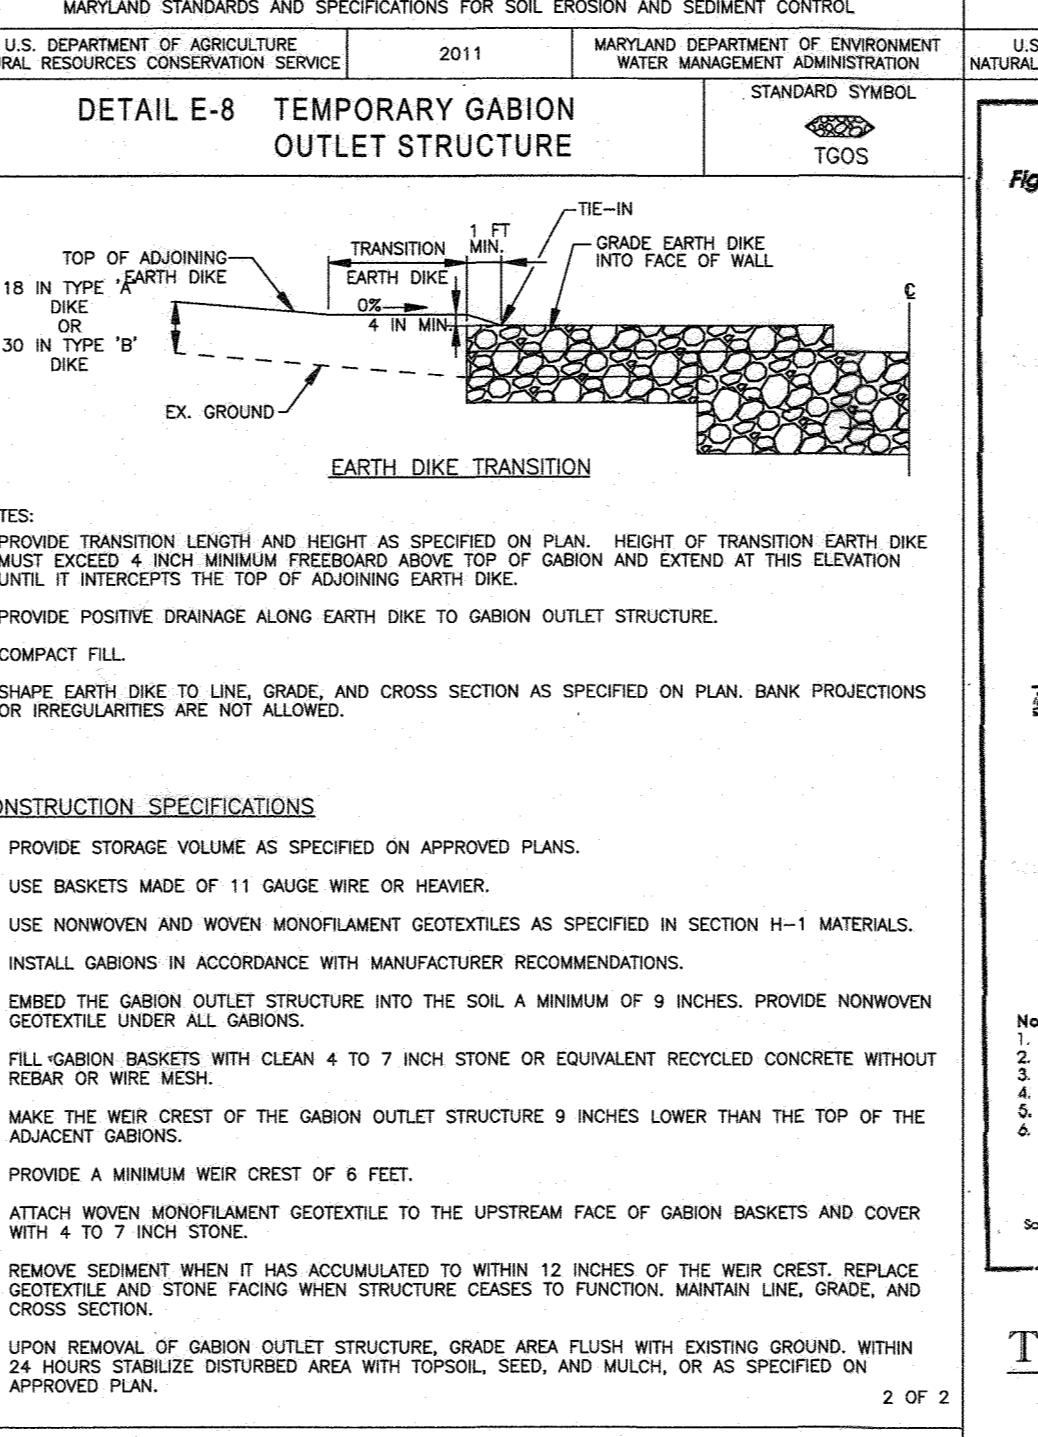 MARYLAND STANDARDS AND SPECIFICATIONS FOR SOIL EROSION AND SEDIMENT CONTROL
U.S. DEPARTMENT OF AGRICULTURE
RESOURCES CONSERVATION SERVICE
2011
MARYLAND DEPARTMENT OF ENVIRONMENT
WATER MANAGEMENT ADMINISTRATION
NATURAL
DETAIL E-8 TEMPORARY GABION
OUTLET STRUCTURE
STANDARD SYMBOL
TGOS
TIE-IN
1 FT
MIN.
TRANSITION
EARTH DIKE
GRADE EARTH DIKE
INTO FACE OF WALL
TOP OF ADJOINING
EARTH DIKE
18 IN TYPE 'A'
DIKE
OR
30 IN TYPE 'B'
DIKE
0%
4 IN MIN.
EX. GROUND
EARTH DIKE TRANSITION
TES:
PROVIDE TRANSITION LENGTH AND HEIGHT AS SPECIFIED ON PLAN. HEIGHT OF TRANSITION EARTH DIKE
MUST EXCEED 4 INCH MINIMUM FREEBOARD ABOVE TOP OF GABION AND EXTEND AT THIS ELEVATION
UNTIL IT INTERCEPTS THE TOP OF ADJOINING EARTH DIKE.
PROVIDE POSITIVE DRAINAGE ALONG EARTH DIKE TO GABION OUTLET STRUCTURE.
COMPACT FILL.
SHAPE EARTH DIKE TO LINE, GRADE, AND CROSS SECTION AS SPECIFIED ON PLAN. BANK PROJECTIONS
OR IRREGULARITIES ARE NOT ALLOWED.
ONSTRUCTION SPECIFICATIONS
PROVIDE STORAGE VOLUME AS SPECIFIED ON APPROVED PLANS.
USE BASKETS MADE OF 11 GAUGE WIRE OR HEAVIER.
USE NONWOVEN AND WOVEN MONOFILAMENT GEOTEXTILES AS SPECIFIED IN SECTION H-1 MATERIALS.
INSTALL GABIONS IN ACCORDANCE WITH MANUFACTURER RECOMMENDATIONS.
EMBED THE GABION OUTLET STRUCTURE INTO THE SOIL A MINIMUM OF 9 INCHES. PROVIDE NONWOVEN
GEOTEXTILE UNDER ALL GABIONS.
FILL GABION BASKETS WITH CLEAN 4 TO 7 INCH STONE OR EQUIVALENT RECYCLED CONCRETE WITHOUT
REBAR OR WIRE MESH.
MAKE THE WEIR CREST OF THE GABION OUTLET STRUCTURE 9 INCHES LOWER THAN THE TOP OF THE
ADJACENT GABIONS.
PROVIDE A MINIMUM WEIR CREST OF 6 FEET.
ATTACH WOVEN MONOFILAMENT GEOTEXTILE TO THE UPSTREAM FACE OF GABION BASKETS AND COVER
WITH 4 TO 7 INCH STONE.
REMOVE SEDIMENT WHEN IT HAS ACCUMULATED TO WITHIN 12 INCHES OF THE WEIR CREST. REPLACE
GEOTEXTILE AND STONE FACING WHEN STRUCTURE CEASES TO FUNCTION. MAINTAIN LINE, GRADE, AND
CROSS SECTION.
UPON REMOVAL OF GABION OUTLET STRUCTURE, GRADE AREA FLUSH WITH EXISTING GROUND. WITHIN
24 HOURS STABILIZE DISTURBED AREA WITH TOPSOIL, SEED, AND MULCH, OR AS SPECIFIED ON
APPROVED PLAN.
2 OF 2
Fig
No
1.
2.
3.
4.
5.
6.